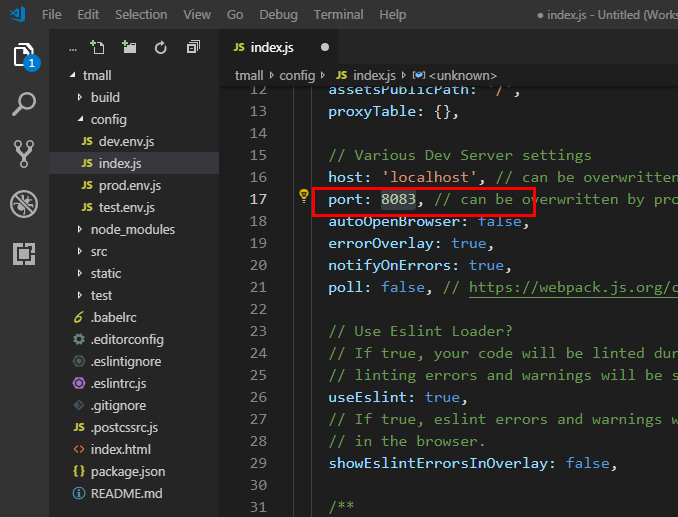 File Edit Selection View Go Debug Terminal Help ● index.js - Untitled (Works
1
...
tmall
build
config
JS dev.env.js
JS index.js
JS prod.env.js
JS test.env.js
node_modules
src
static
test
.babelrc
.editorconfig
.eslintignore
.eslintrc.js
.gitignore
JS .postcssrc.js
<> index.html
{} package.json
README.md
JS index.js ●
tmall › config › JS index.js › <unknown>
12 assetsPublicPath: '/',
13 proxyTable: {},
14
15 // Various Dev Server settings
16 host: 'localhost', // can be overwritten
17 port: 8083, // can be overwritten by pro
18 autoOpenBrowser: false,
19 errorOverlay: true,
20 notifyOnErrors: true,
21 poll: false, // https://webpack.js.org/c
22
23 // Use Eslint Loader?
24 // If true, your code will be linted dur
25 // linting errors and warnings will be s
26 useEslint: true,
27 // If true, eslint errors and warnings w
28 // in the browser.
29 showEslintErrorsInOverlay: false,
30
31 /**